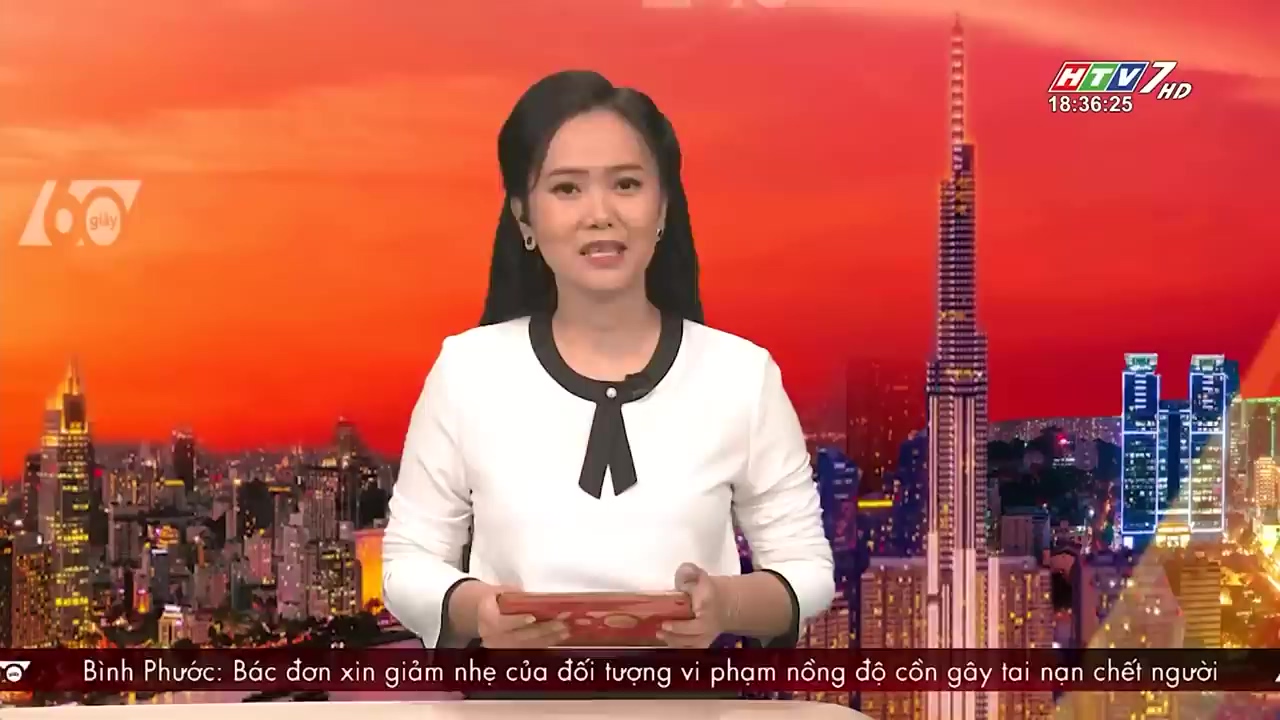 HTV7 HD
18:36:25
60 giây
Bình Phước: Bác đơn xin giảm nhẹ của đối tượng vi phạm nồng độ cồn gây tai nạn chết người